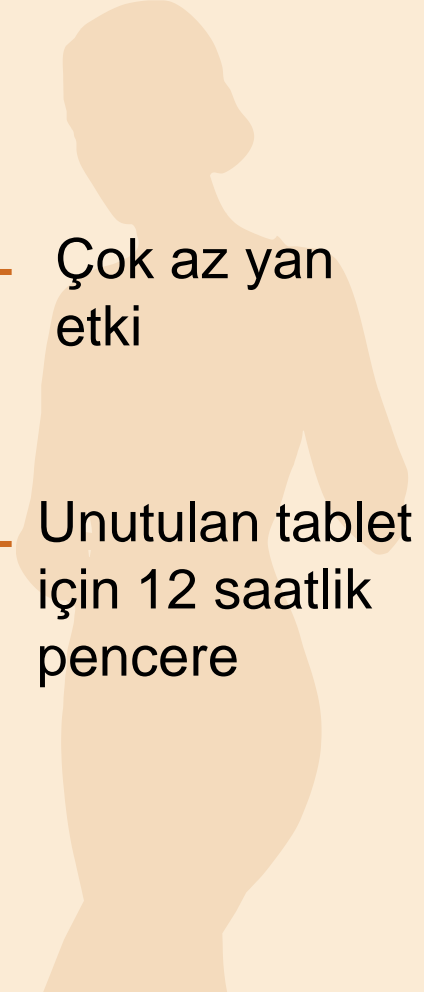 Çok az yan
etki
Unutulan tablet
için 12 saatlik
pencere